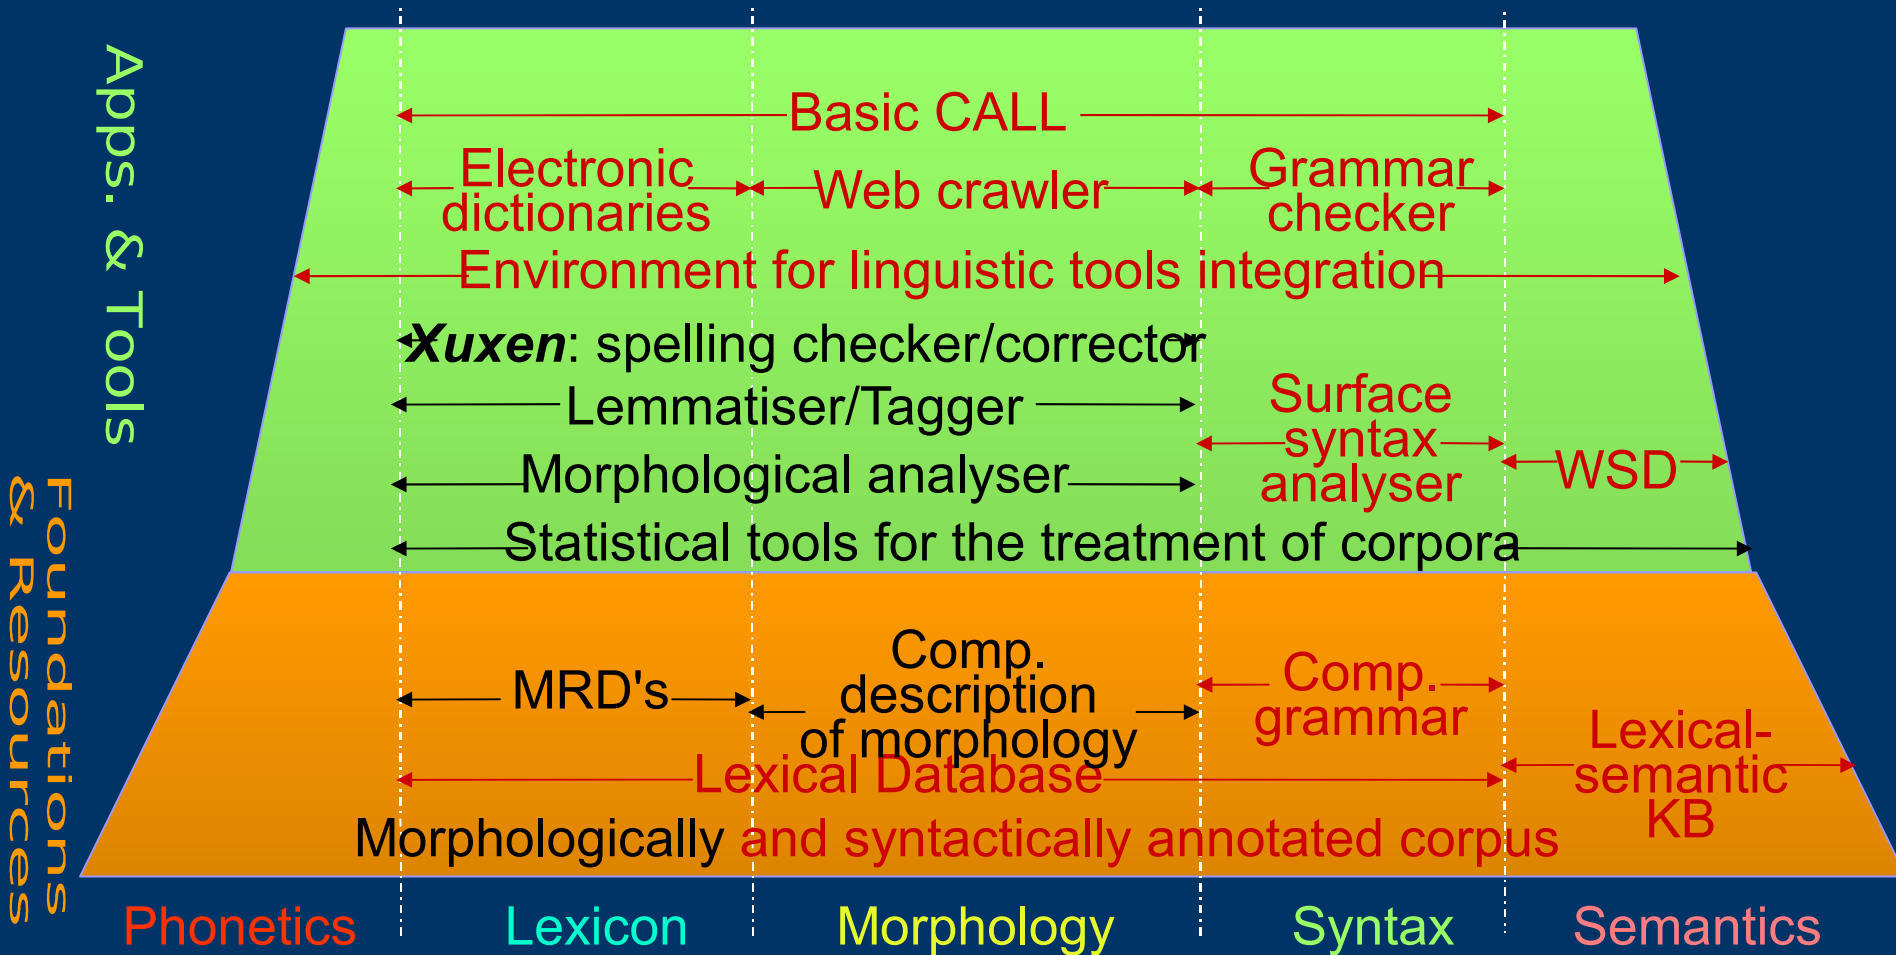 Apps. & Tools
Basic CALL
Electronic
dictionaries
Web crawler
Grammar
checker
Environment for linguistic tools integration
Xuxen: spelling checker/corrector
Lemmatiser/Tagger
Surface
syntax
analyser
Morphological analyser
WSD
Statistical tools for the treatment of corpora
Foundations
& Resources
MRD's
Comp.
description
of morphology
Comp.
grammar
Lexical Database
Lexical-
semantic
KB
Morphologically and syntactically annotated corpus
Phonetics
Lexicon
Morphology
Syntax
Semantics